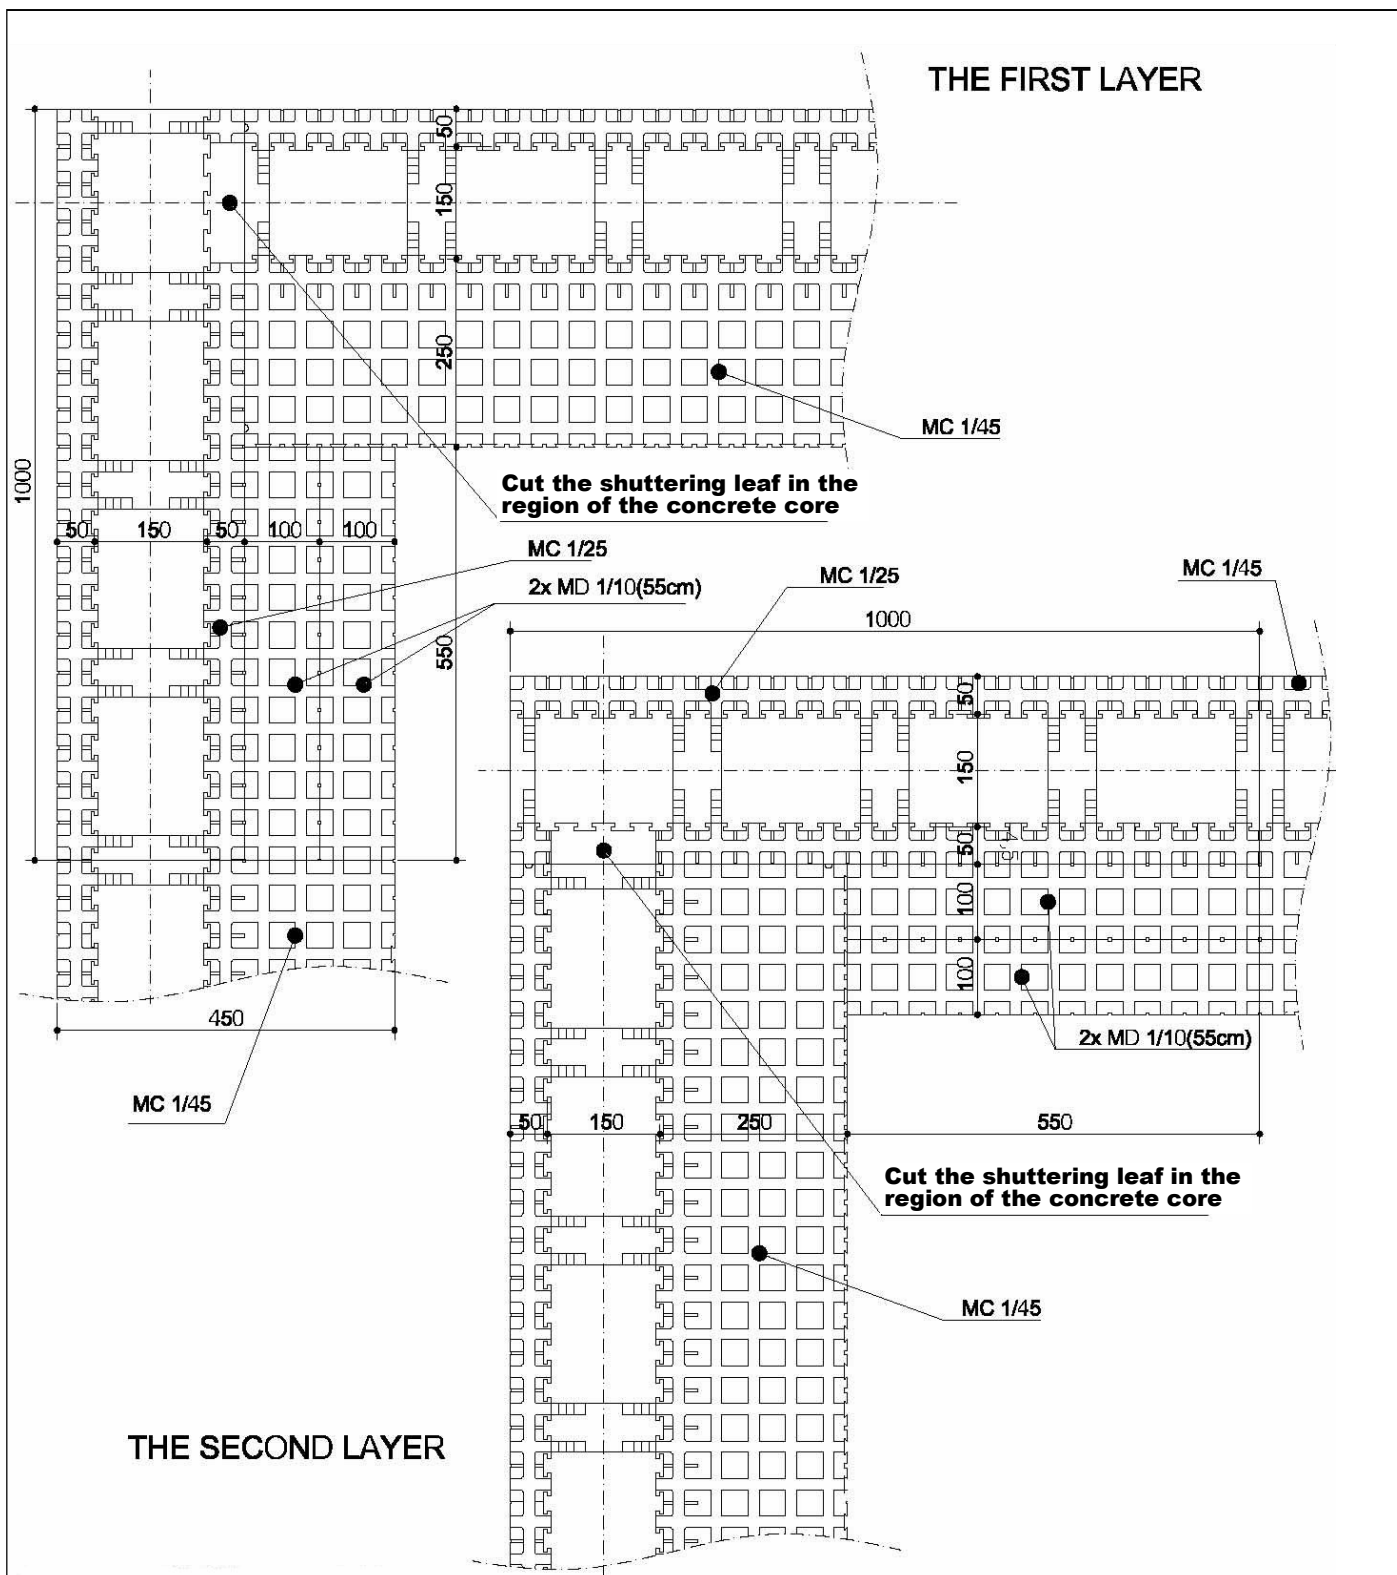 THE FIRST LAYER
50
150
250
1000
MC 1/45
Cut the shuttering leaf in the
region of the concrete core
50 150 50 100 100
MC 1/25
2x MD 1/10(55cm)
550
450
MC 1/45
MC 1/25
MC 1/45
1000
50
150
50
100
100
2x MD 1/10(55cm)
50 150 250 550
Cut the shuttering leaf in the
region of the concrete core
MC 1/45
THE SECOND LAYER